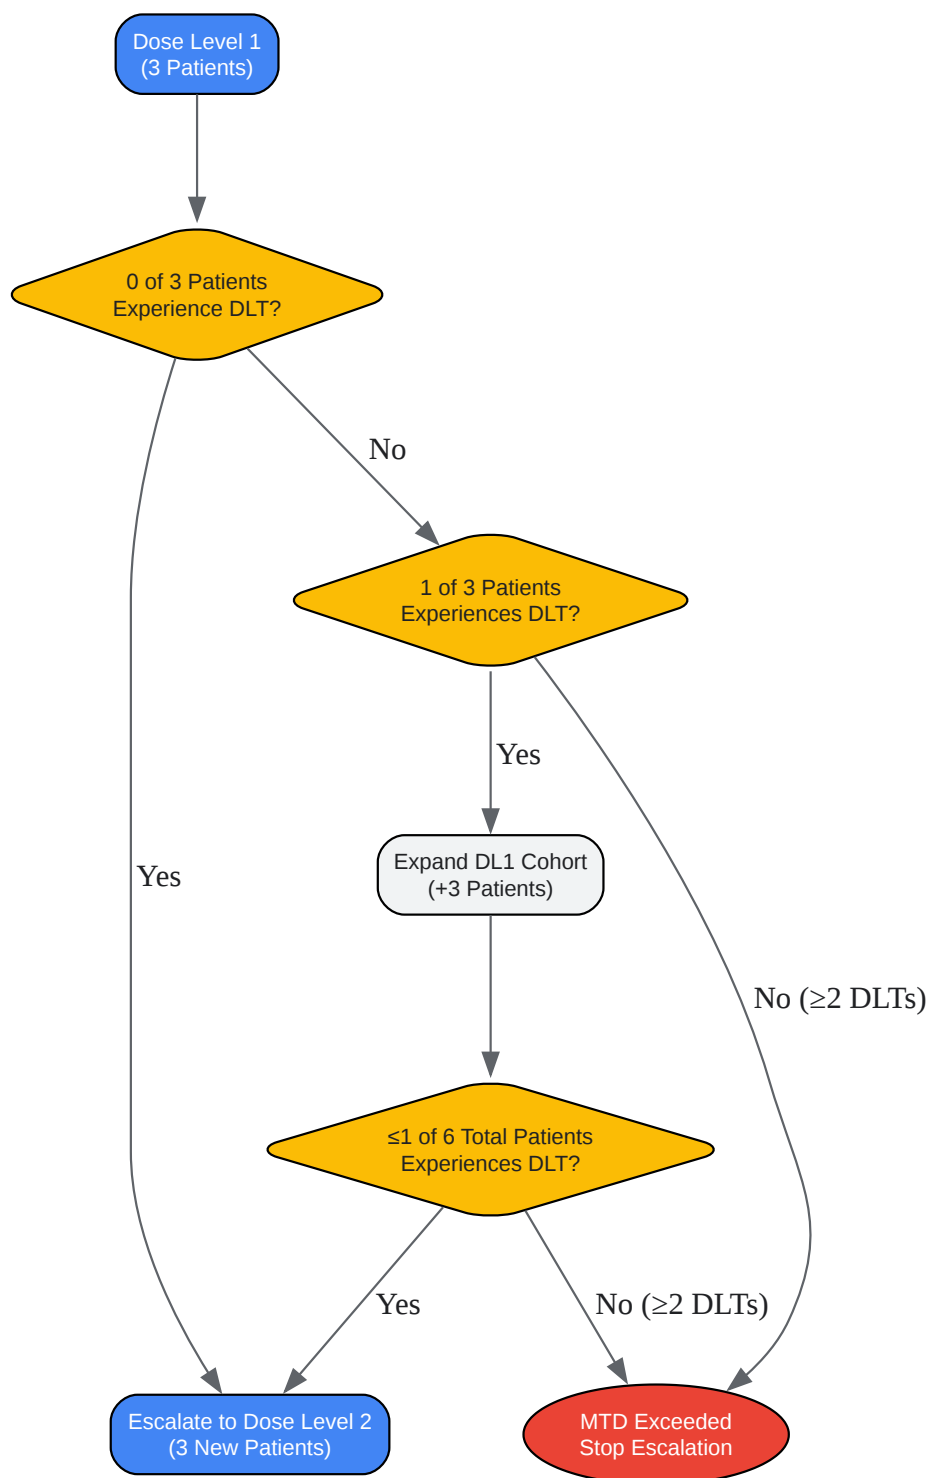 Dose Level 1
(3 Patients)
0 of 3 Patients
Experience DLT?
No
1 of 3 Patients
Experiences DLT?
Yes
Expand DL1 Cohort
(+3 Patients)
Yes
No (≥2 DLTs)
≤1 of 6 Total Patients
Experiences DLT?
Yes
No (≥2 DLTs)
Escalate to Dose Level 2
(3 New Patients)
MTD Exceeded
Stop Escalation